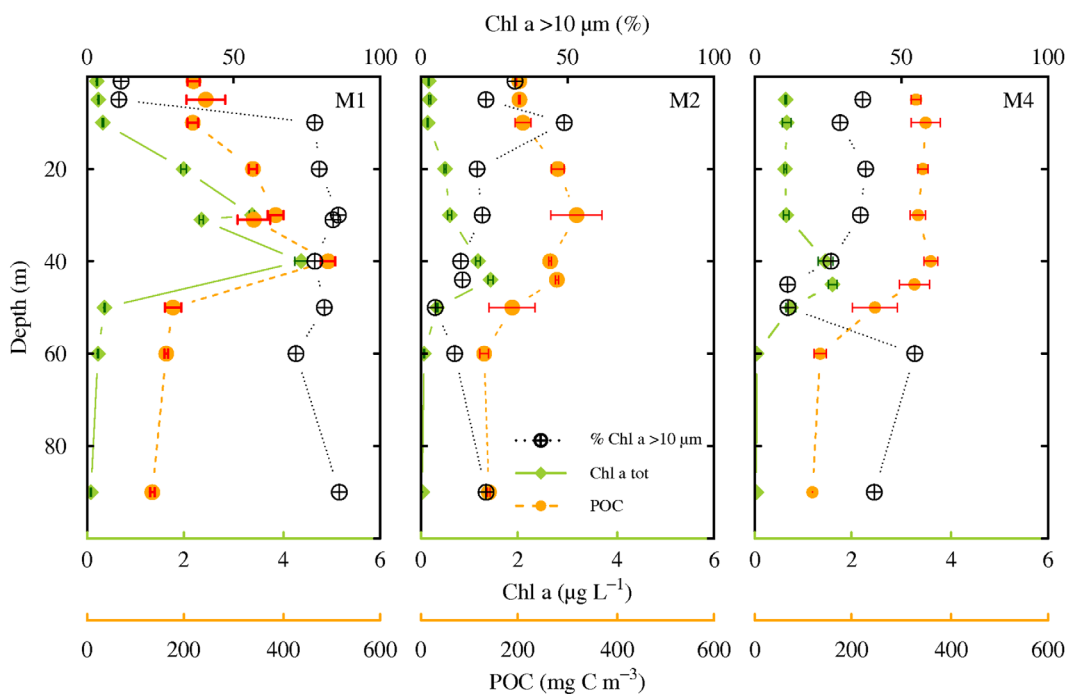 Chl a >10 µm (%)
0 50 100 0 50 100 0 50 100
M1 M2 M4
20
40
60
80
Depth (m)
% Chl a >10 µm
Chl a tot
POC
0 2 4 6 0 2 4 6 0 2 4 6
Chl a (µg L⁻¹)
0 200 400 600 0 200 400 600 0 200 400 600
POC (mg C m⁻³)